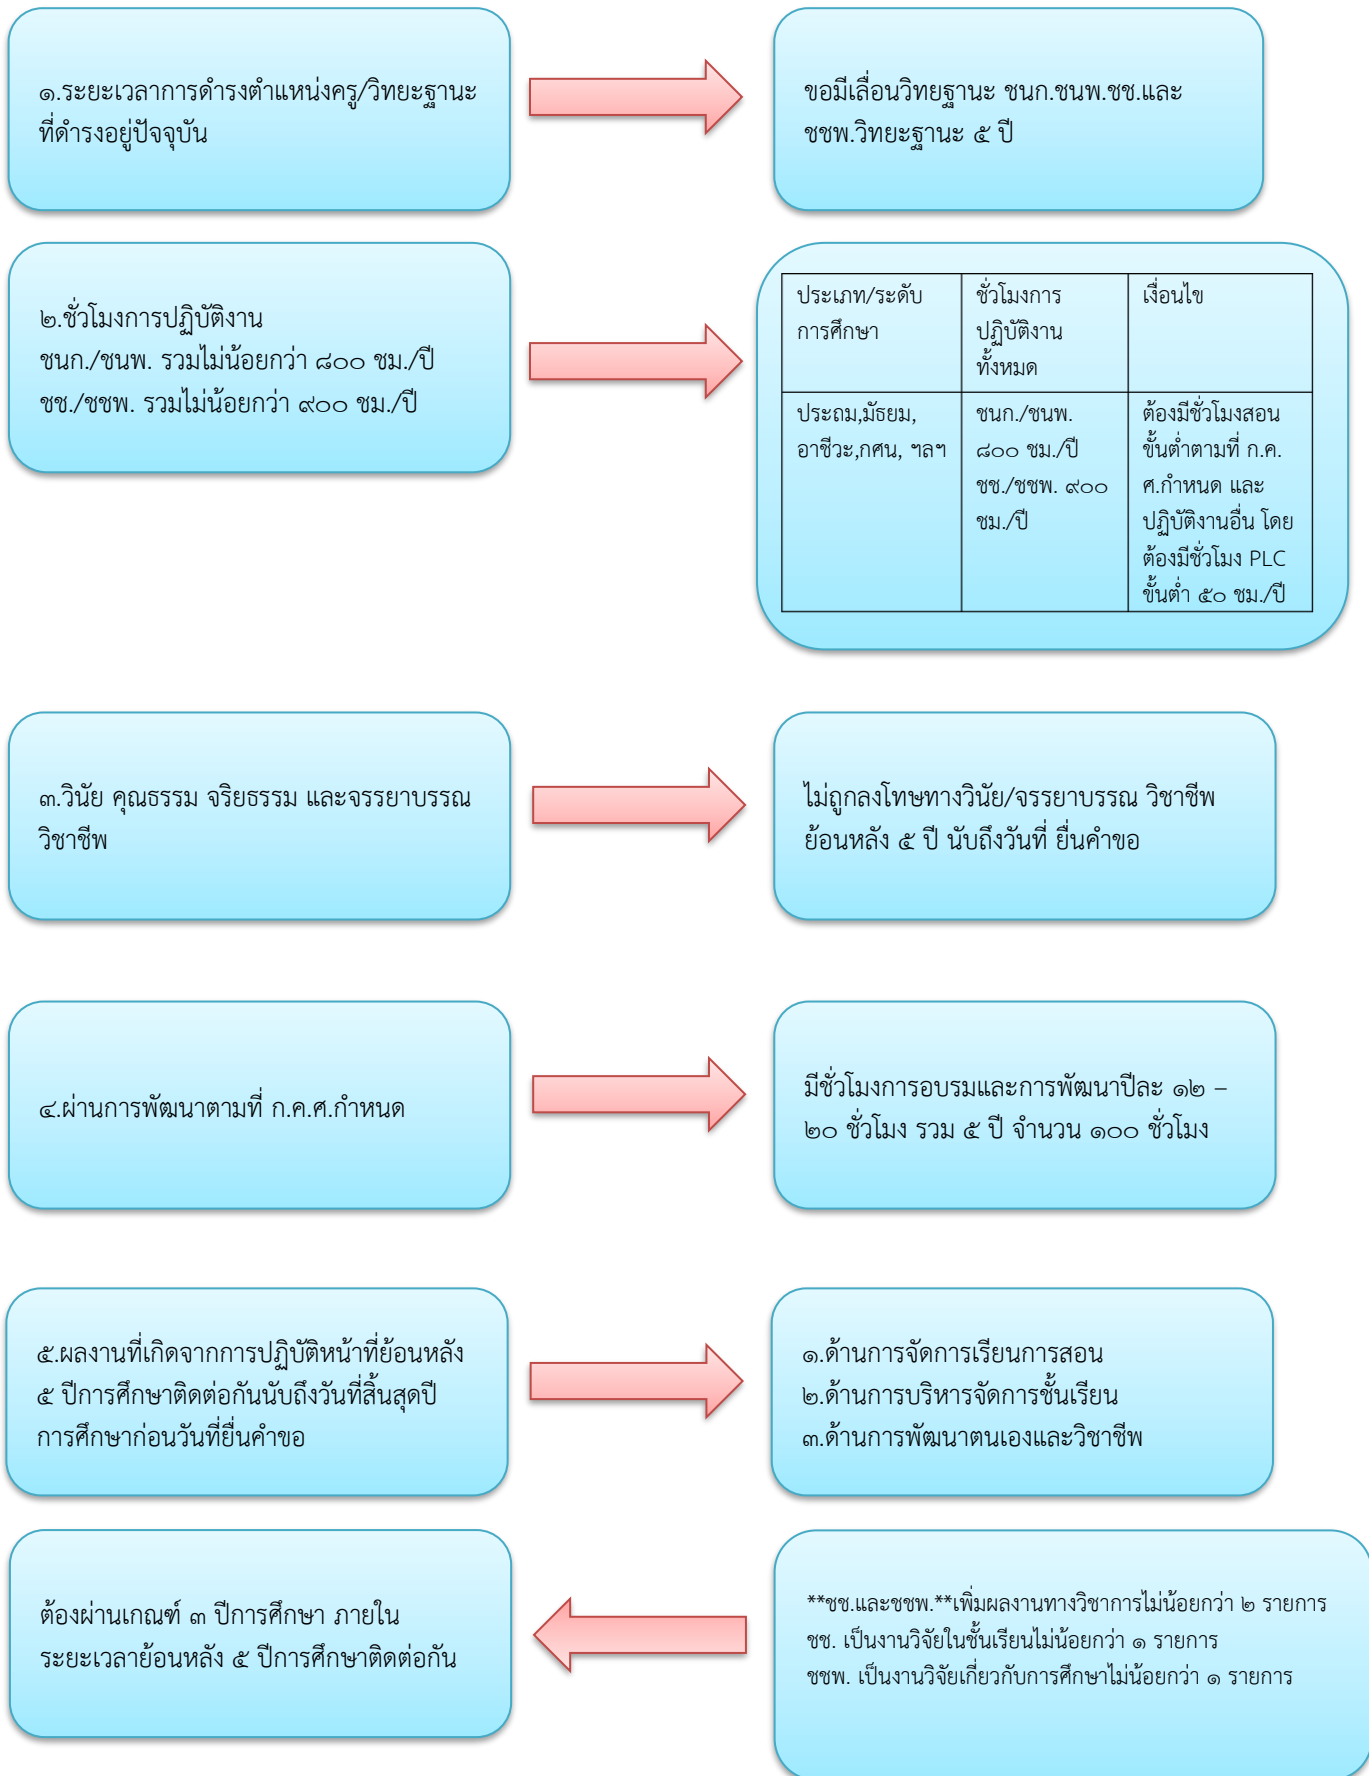 ๑.ระยะเวลาการดำรงตำแหน่งครู/วิทยะฐานะ
ที่ดำรงอยู่ปัจจุบัน
ขอมีเลื่อนวิทยฐานะ ชนก.ชนพ.ชช.และ
ชชพ.วิทยะฐานะ ๕ ปี
๒.ชั่วโมงการปฏิบัติงาน
ชนก./ชนพ. รวมไม่น้อยกว่า ๘๐๐ ชม./ปี
ชช./ชชพ. รวมไม่น้อยกว่า ๙๐๐ ชม./ปี
ประเภท/ระดับ
การศึกษา
ชั่วโมงการ
ปฏิบัติงาน
ทั้งหมด
เงื่อนไข
ประถม,มัธยม,
อาชีวะ,กศน, ฯลฯ
ชนก./ชนพ.
๘๐๐ ชม./ปี
ชช./ชชพ. ๙๐๐
ชม./ปี
ต้องมีชั่วโมงสอน
ขั้นต่ำตามที่ ก.ค.
ศ.กำหนด และ
ปฏิบัติงานอื่น โดย
ต้องมีชั่วโมง PLC
ขั้นต่ำ ๕๐ ชม./ปี
๓.วินัย คุณธรรม จริยธรรม และจรรยาบรรณ
วิชาชีพ
ไม่ถูกลงโทษทางวินัย/จรรยาบรรณ วิชาชีพ
ย้อนหลัง ๕ ปี นับถึงวันที่ ยื่นคำขอ
๔.ผ่านการพัฒนาตามที่ ก.ค.ศ.กำหนด
มีชั่วโมงการอบรมและการพัฒนาปีละ ๑๒ –
๒๐ ชั่วโมง รวม ๕ ปี จำนวน ๑๐๐ ชั่วโมง
๕.ผลงานที่เกิดจากการปฏิบัติหน้าที่ย้อนหลัง
๕ ปีการศึกษาติดต่อกันนับถึงวันที่สิ้นสุดปี
การศึกษาก่อนวันที่ยื่นคำขอ
๑.ด้านการจัดการเรียนการสอน
๒.ด้านการบริหารจัดการชั้นเรียน
๓.ด้านการพัฒนาตนเองและวิชาชีพ
ต้องผ่านเกณฑ์ ๓ ปีการศึกษา ภายใน
ระยะเวลาย้อนหลัง ๕ ปีการศึกษาติดต่อกัน
**ชช.และชชพ.**เพิ่มผลงานทางวิชาการไม่น้อยกว่า ๒ รายการ
ชช. เป็นงานวิจัยในชั้นเรียนไม่น้อยกว่า ๑ รายการ
ชชพ. เป็นงานวิจัยเกี่ยวกับการศึกษาไม่น้อยกว่า ๑ รายการ